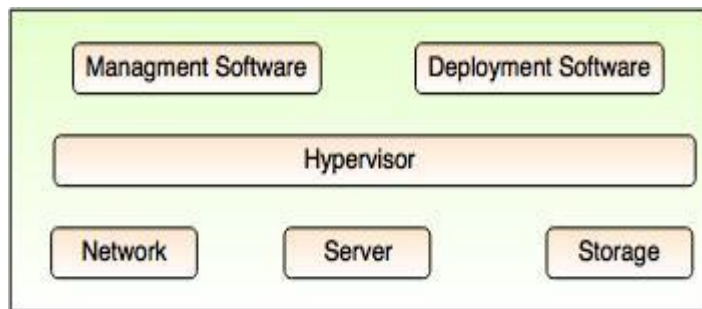 Managment Software
Deployment Software
Hypervisor
Network
Server
Storage